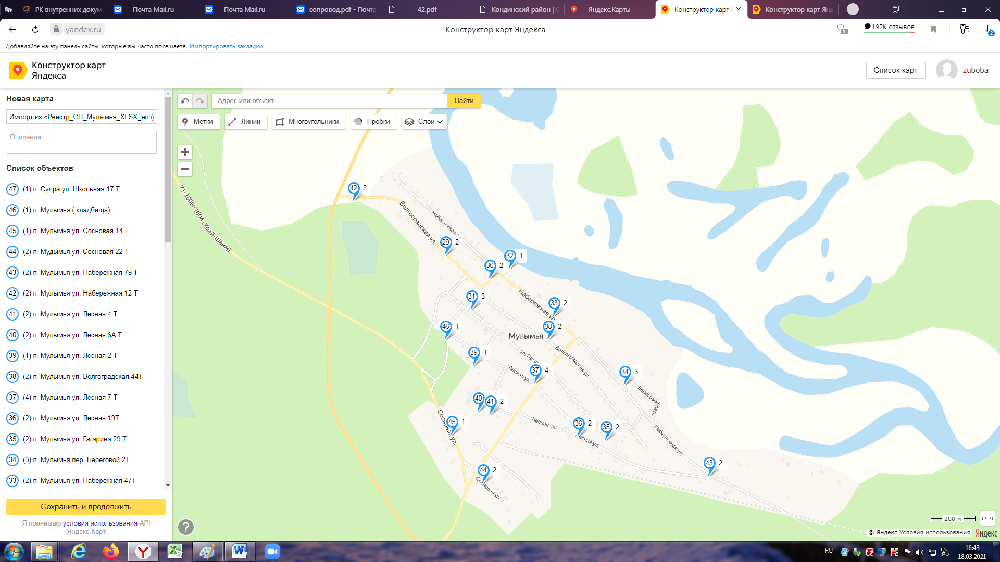 РК внутренних докум
Почта Mail.ru
Почта Mail.ru
сопровод.pdf - Почта
42.pdf
Кондинский район | О
Яндекс.Карты
Конструктор карт Я
Конструктор карт Янд
yandex.ru
Конструктор карт Яндекса
192K отзывов
1
2
Добавляйте на эту панель сайты, которые вы часто посещаете. Импортировать закладки
Конструктор карт
Яндекса
Список карт
zuboba
Новая карта
Импорт из «Реестр_СП_Мулымья_XLSX_en (
Описание
Список объектов
47 (1) п. Супра ул. Школьная 17 Т
46 (1) п. Мулымья ( кладбища)
45 (1) п. Мулымья ул. Сосновая 14 Т
44 (2) п. Мудымья ул. Сосновая 22 Т
43 (2) п. Мулымья ул. Набережная 79 Т
42 (2) п. Мулымья ул. Набережная 12 Т
41 (2) п. Мулымья ул. Лесная 4 Т
40 (2) п. Мулымья ул. Лесная 6А Т
39 (1) п. Мулымья ул. Лесная 2 Т
38 (2) п. Мулымья ул. Волгоградская 44Т
37 (4) п. Мулымья ул. Лесная 7 Т
36 (2) п. Мулымья ул. Лесная 19Т
35 (2) п. Мулымья ул. Гагарина 29 Т
34 (3) п. Мулымья пер. Береговой 2Т
33 (2) п. Мулымья ул. Набережная 47Т
Сохранить и продолжить
Я принимаю условия использования API
Яндекс.Карт
Адрес или объект
Найти
Метки
Линии
Многоугольники
Пробки
Слои
71-100Н-1604 (Урай-Шаим)
42 2
Волгоградская ул.
Набережная у
29 2
32 1
30 2
31 3
Набережная ул.
33 2
46 1
38 2
Мулымья
Волгоградская ул.
39 1
ул. Гагар
Лесная ул.
37 4
34 3
Береговой пер.
40
41 2
45 1
Сосновая ул.
Лесная ул.
36 2
35 2
Лесная ул.
Набережная ул.
43 2
44 2
Сосновая ул.
?
200 м
© Яндекс Условия использования
Яндекс
RU
16:43
18.03.2021